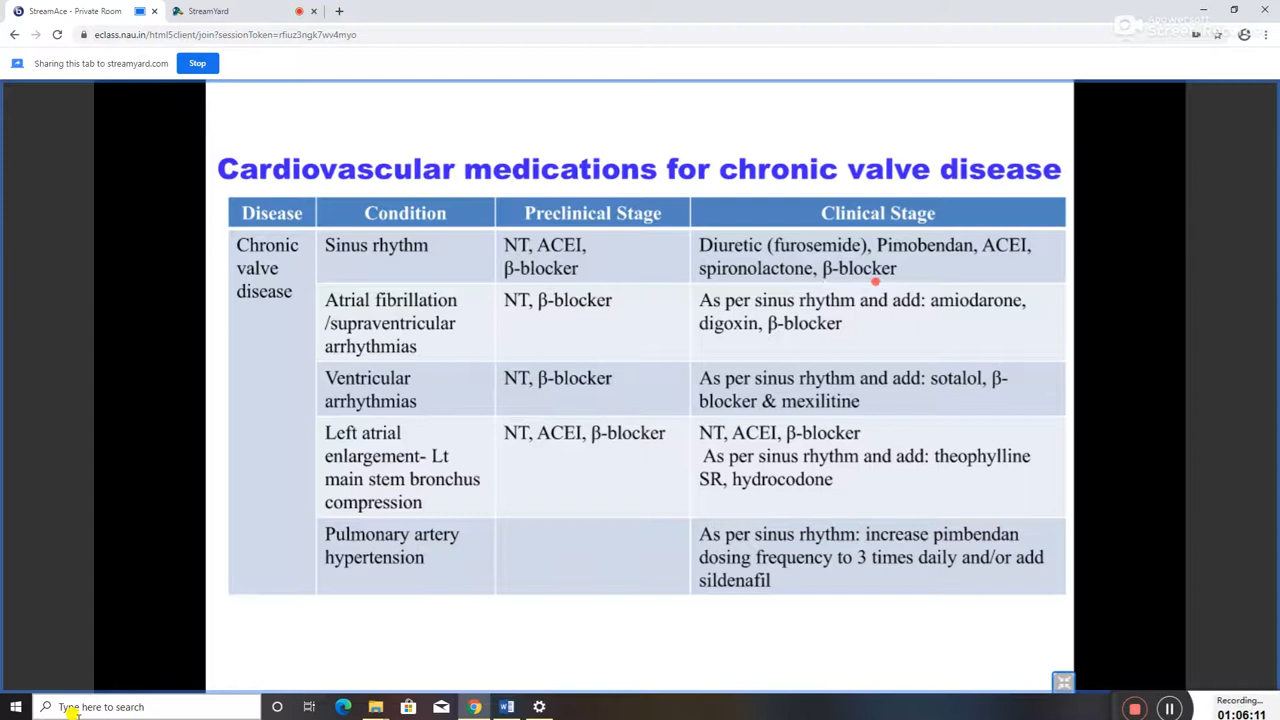 StreamAce - Private Room
StreamYard
eclass.nau.in/html5client/join?sessionToken=rfiuz3ngk7wv4myo
Apowersoft
Screen Rec
Sharing this tab to streamyard.com
Stop
Cardiovascular medications for chronic valve disease
Disease Condition Preclinical Stage Clinical Stage
Chronic
valve
disease
Sinus rhythm
NT, ACEI,
β-blocker
Diuretic (furosemide), Pimobendan, ACEI,
spironolactone, β-blocker
Atrial fibrillation
/supraventricular
arrhythmias
NT, β-blocker
As per sinus rhythm and add: amiodarone,
digoxin, β-blocker
Ventricular
arrhythmias
NT, β-blocker
As per sinus rhythm and add: sotalol, β-
blocker & mexilitine
Left atrial
enlargement- Lt
main stem bronchus
compression
NT, ACEI, β-blocker
NT, ACEI, β-blocker
As per sinus rhythm and add: theophylline
SR, hydrocodone
Pulmonary artery
hypertension
As per sinus rhythm: increase pimbendan
dosing frequency to 3 times daily and/or add
sildenafil
Type here to search
Recording...
01:06:11